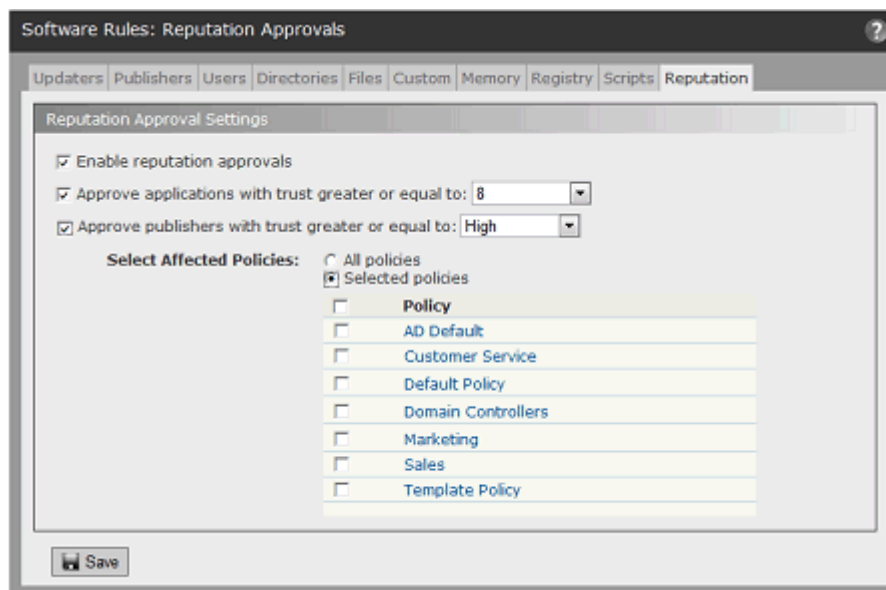 Software Rules: Reputation Approvals
?
Updaters Publishers Users Directories Files Custom Memory Registry Scripts Reputation
Reputation Approval Settings
Enable reputation approvals
Approve applications with trust greater or equal to: 8
Approve publishers with trust greater or equal to: High
Select Affected Policies: All policies
Selected policies
Policy
AD Default
Customer Service
Default Policy
Domain Controllers
Marketing
Sales
Template Policy
Save